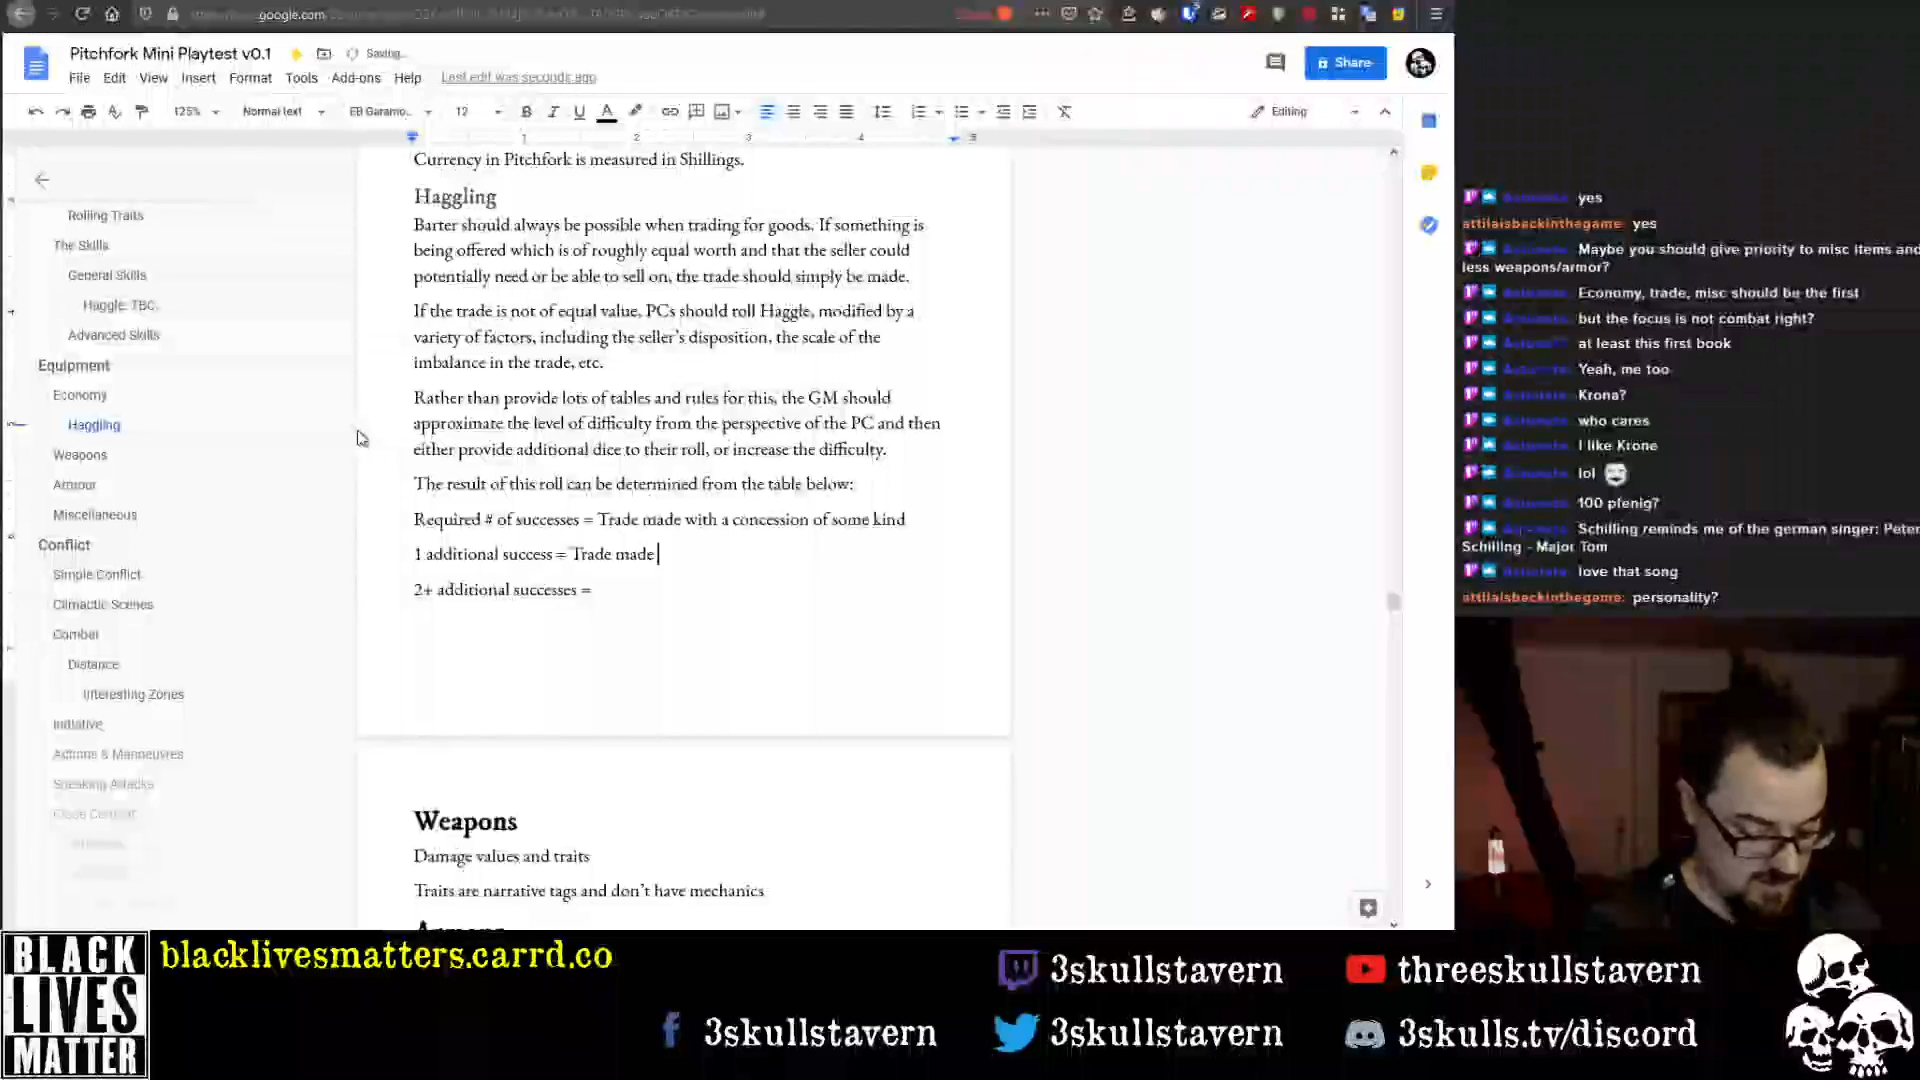 google.com
Pitchfork Mini Playtest v0.1
Saving...
File Edit View Insert Format Tools Add-ons Help Last edit was seconds ago
Share
125% Normal text EB Garamo... 12 B I U A Editing
1 2 3 4 5
Rolling Traits
The Skills
General Skills
Haggle: TBC.
Advanced Skills
Equipment
Economy
Haggling
Weapons
Armour
Miscellaneous
Conflict
Simple Conflict
Climactic Scenes
Combat
Distance
Interesting Zones
Initiative
Actions & Manoeuvres
Sneaking Attacks
Close Combat
Currency in Pitchfork is measured in Shillings.
Haggling
Barter should always be possible when trading for goods. If something is
being offered which is of roughly equal worth and that the seller could
potentially need or be able to sell on, the trade should simply be made.
If the trade is not of equal value, PCs should roll Haggle, modified by a
variety of factors, including the seller's disposition, the scale of the
imbalance in the trade, etc.
Rather than provide lots of tables and rules for this, the GM should
approximate the level of difficulty from the perspective of the PC and then
either provide additional dice to their roll, or increase the difficulty.
The result of this roll can be determined from the table below:
Required # of successes = Trade made with a concession of some kind
1 additional success = Trade made
2+ additional successes =
Weapons
Damage values and traits
Traits are narrative tags and don't have mechanics
yes
attilaisbackinthegame: yes
Maybe you should give priority to misc items and
less weapons/armor?
Economy, trade, misc should be the first
but the focus is not combat right?
at least this first book
Yeah, me too
Krona?
who cares
I like Krone
lol
100 pfenig?
Schilling reminds me of the german singer: Peter
Schilling - Major Tom
love that song
attilaisbackinthegame: personality?
BLACK
LIVES
MATTER
blacklivesmatters.carrd.co
3skullstavern
threeskullstavern
3skullstavern
3skullstavern
3skulls.tv/discord